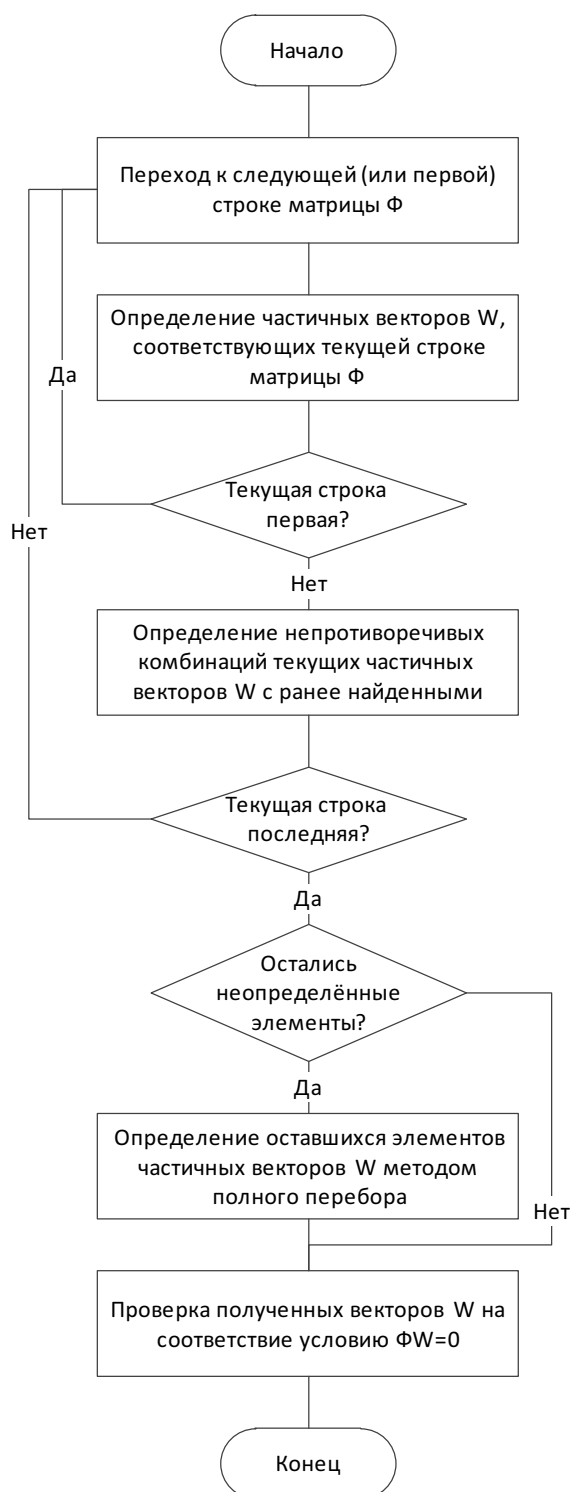 Начало
Переход к следующей (или первой)
строке матрицы Ф
Определение частичных векторов W,
соответствующих текущей строке
матрицы Ф
Да
Текущая строка
первая?
Нет
Нет
Определение непротиворечивых
комбинаций текущих частичных
векторов W с ранее найденными
Текущая строка
последняя?
Да
Остались
неопределённые
элементы?
Да
Определение оставшихся элементов
частичных векторов W методом
полного перебора
Нет
Проверка полученных векторов W на
соответствие условию ФW=0
Конец